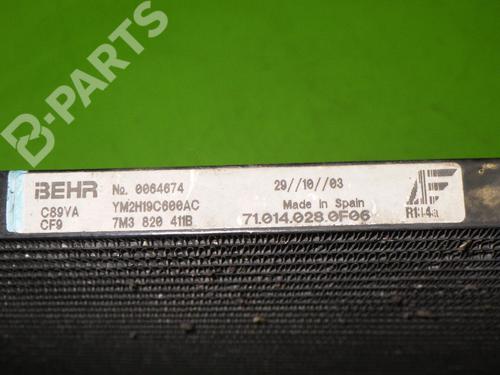 B-PARTS
BEHR No. 0064674 29//10//03 AF
C89VA YM2H19C600AC Made in Spain
CF9 7M3 820 411B 71.014.028.0F06 R134a